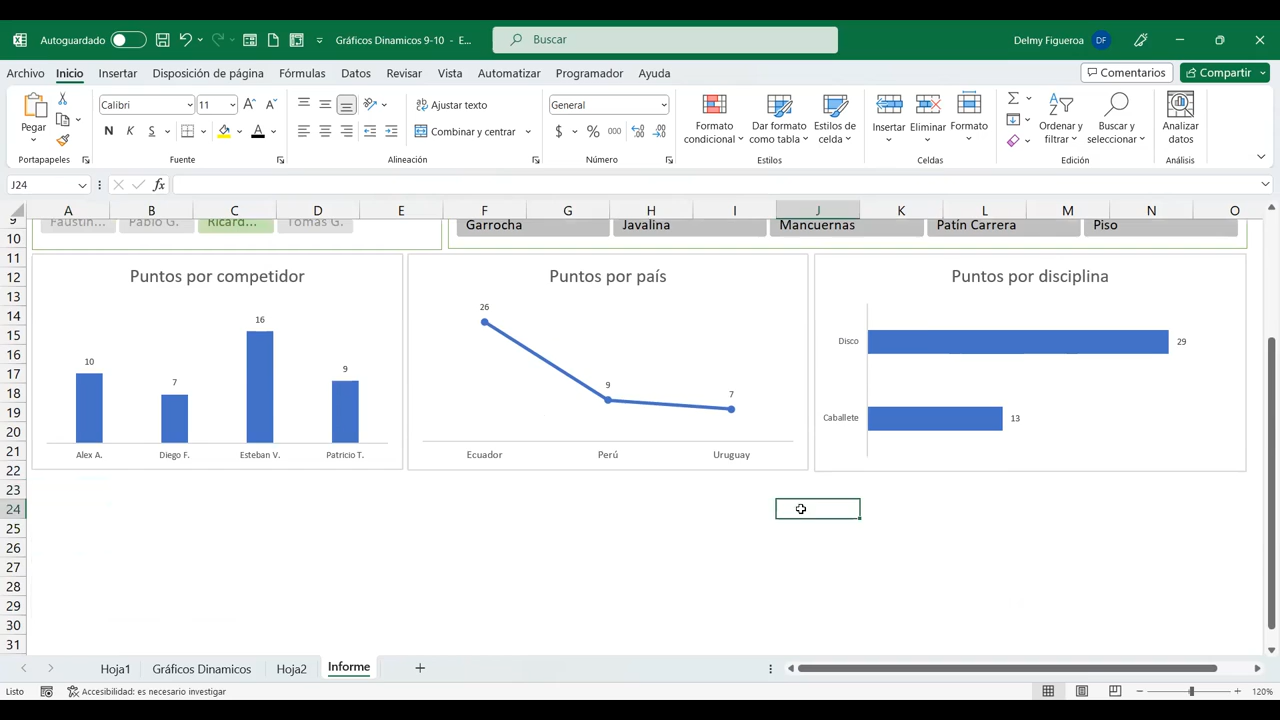 Autoguardado
Gráficos Dinamicos 9-10 - E...
Buscar
Delmy Figueroa DF
Archivo Inicio Insertar Disposición de página Fórmulas Datos Revisar Vista Automatizar Programador Ayuda
Comentarios Compartir
Pegar
Calibri 11
N K S
Ajustar texto
Combinar y centrar
General
$ % 000
Formato condicional
Dar formato como tabla
Estilos de celda
Insertar Eliminar Formato
Ordenar y filtrar
Buscar y seleccionar
Analizar datos
Portapapeles Fuente Alineación Número Estilos Celdas Edición Análisis
J24
fx
A B C D E F G H I J K L M N O
9
10
11
12
13
14
15
16
17
18
19
20
21
22
23
24
25
26
27
28
29
30
31
Faustin... Pablo G. Ricard... Tomas G.
Garrocha Javalina Mancuernas Patín Carrera Piso
Puntos por competidor
10
7
16
9
Alex A. Diego F. Esteban V. Patricio T.
Puntos por país
26
9
7
Ecuador Perú Uruguay
Puntos por disciplina
Disco 29
Caballete 13
Hoja1 Gráficos Dinamicos Hoja2 Informe
Listo
Accesibilidad: es necesario investigar
120%